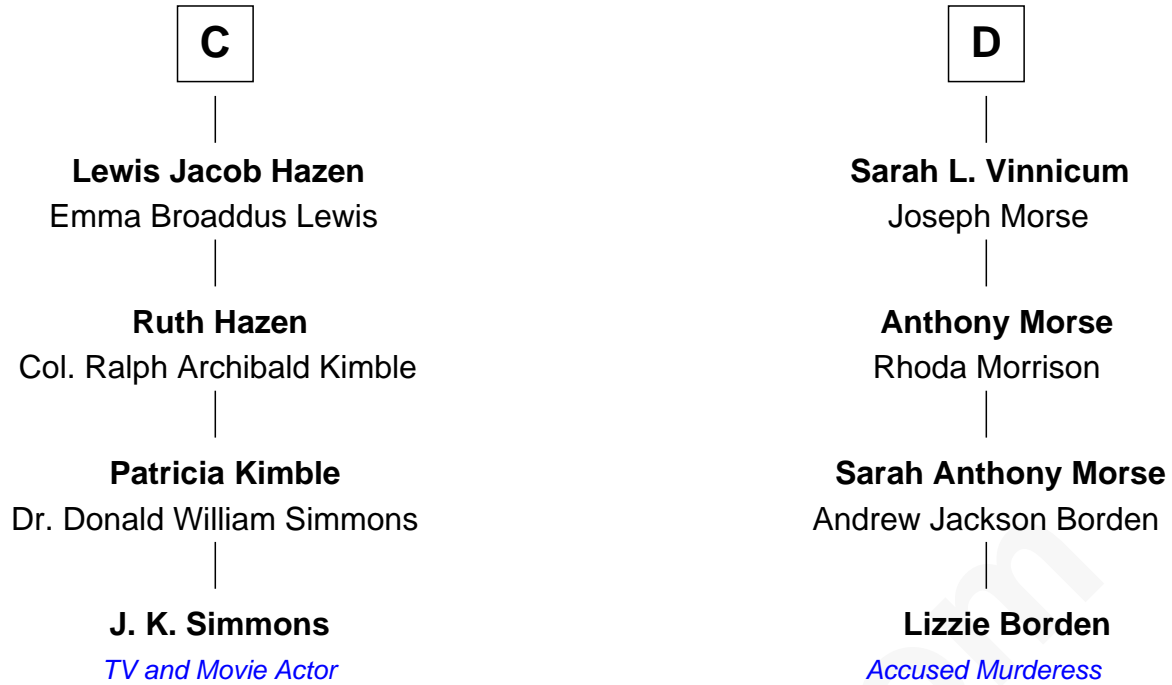 C
Lewis Jacob Hazen
Emma Broaddus Lewis
Ruth Hazen
Col. Ralph Archibald Kimble
Patricia Kimble
Dr. Donald William Simmons
J. K. Simmons
TV and Movie Actor
D
Sarah L. Vinnicum
Joseph Morse
Anthony Morse
Rhoda Morrison
Sarah Anthony Morse
Andrew Jackson Borden
Lizzie Borden
Accused Murderess